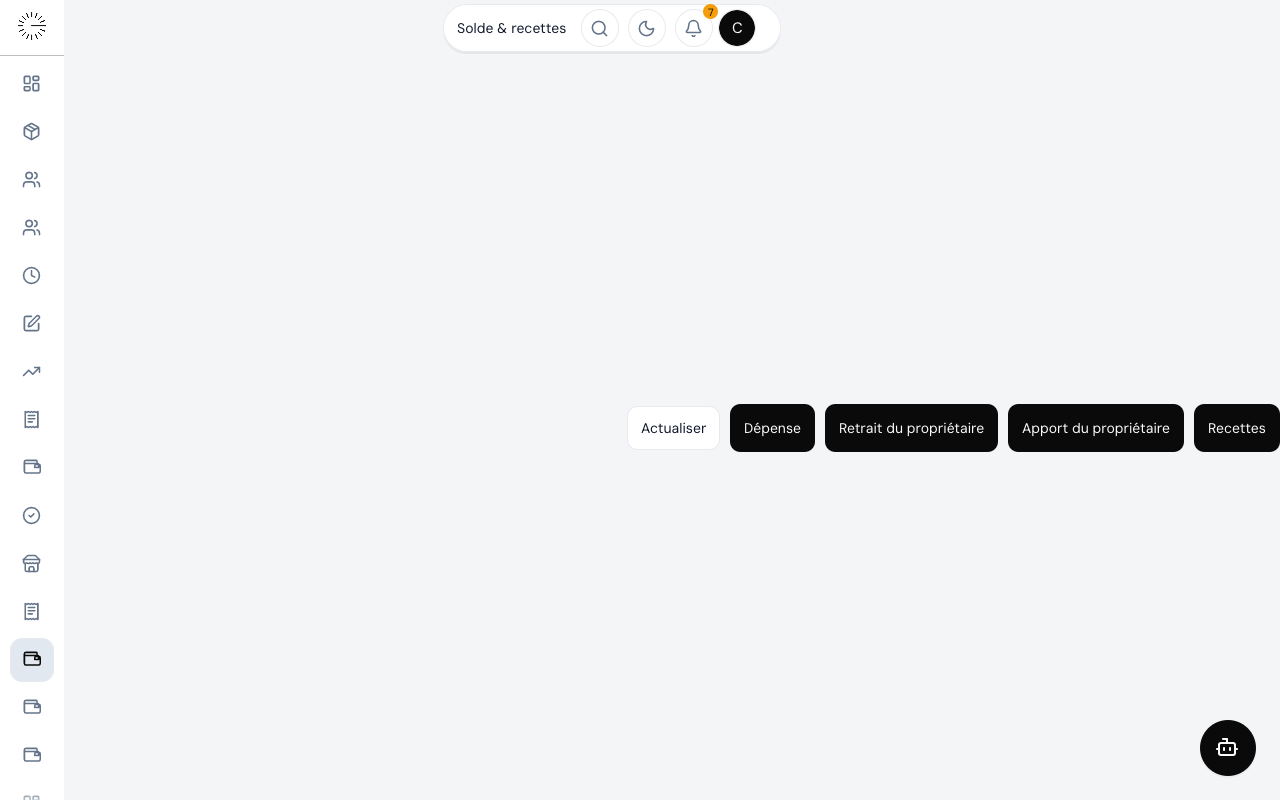 Solde & recettes
7
C
Actualiser
Dépense
Retrait du propriétaire
Apport du propriétaire
Recettes